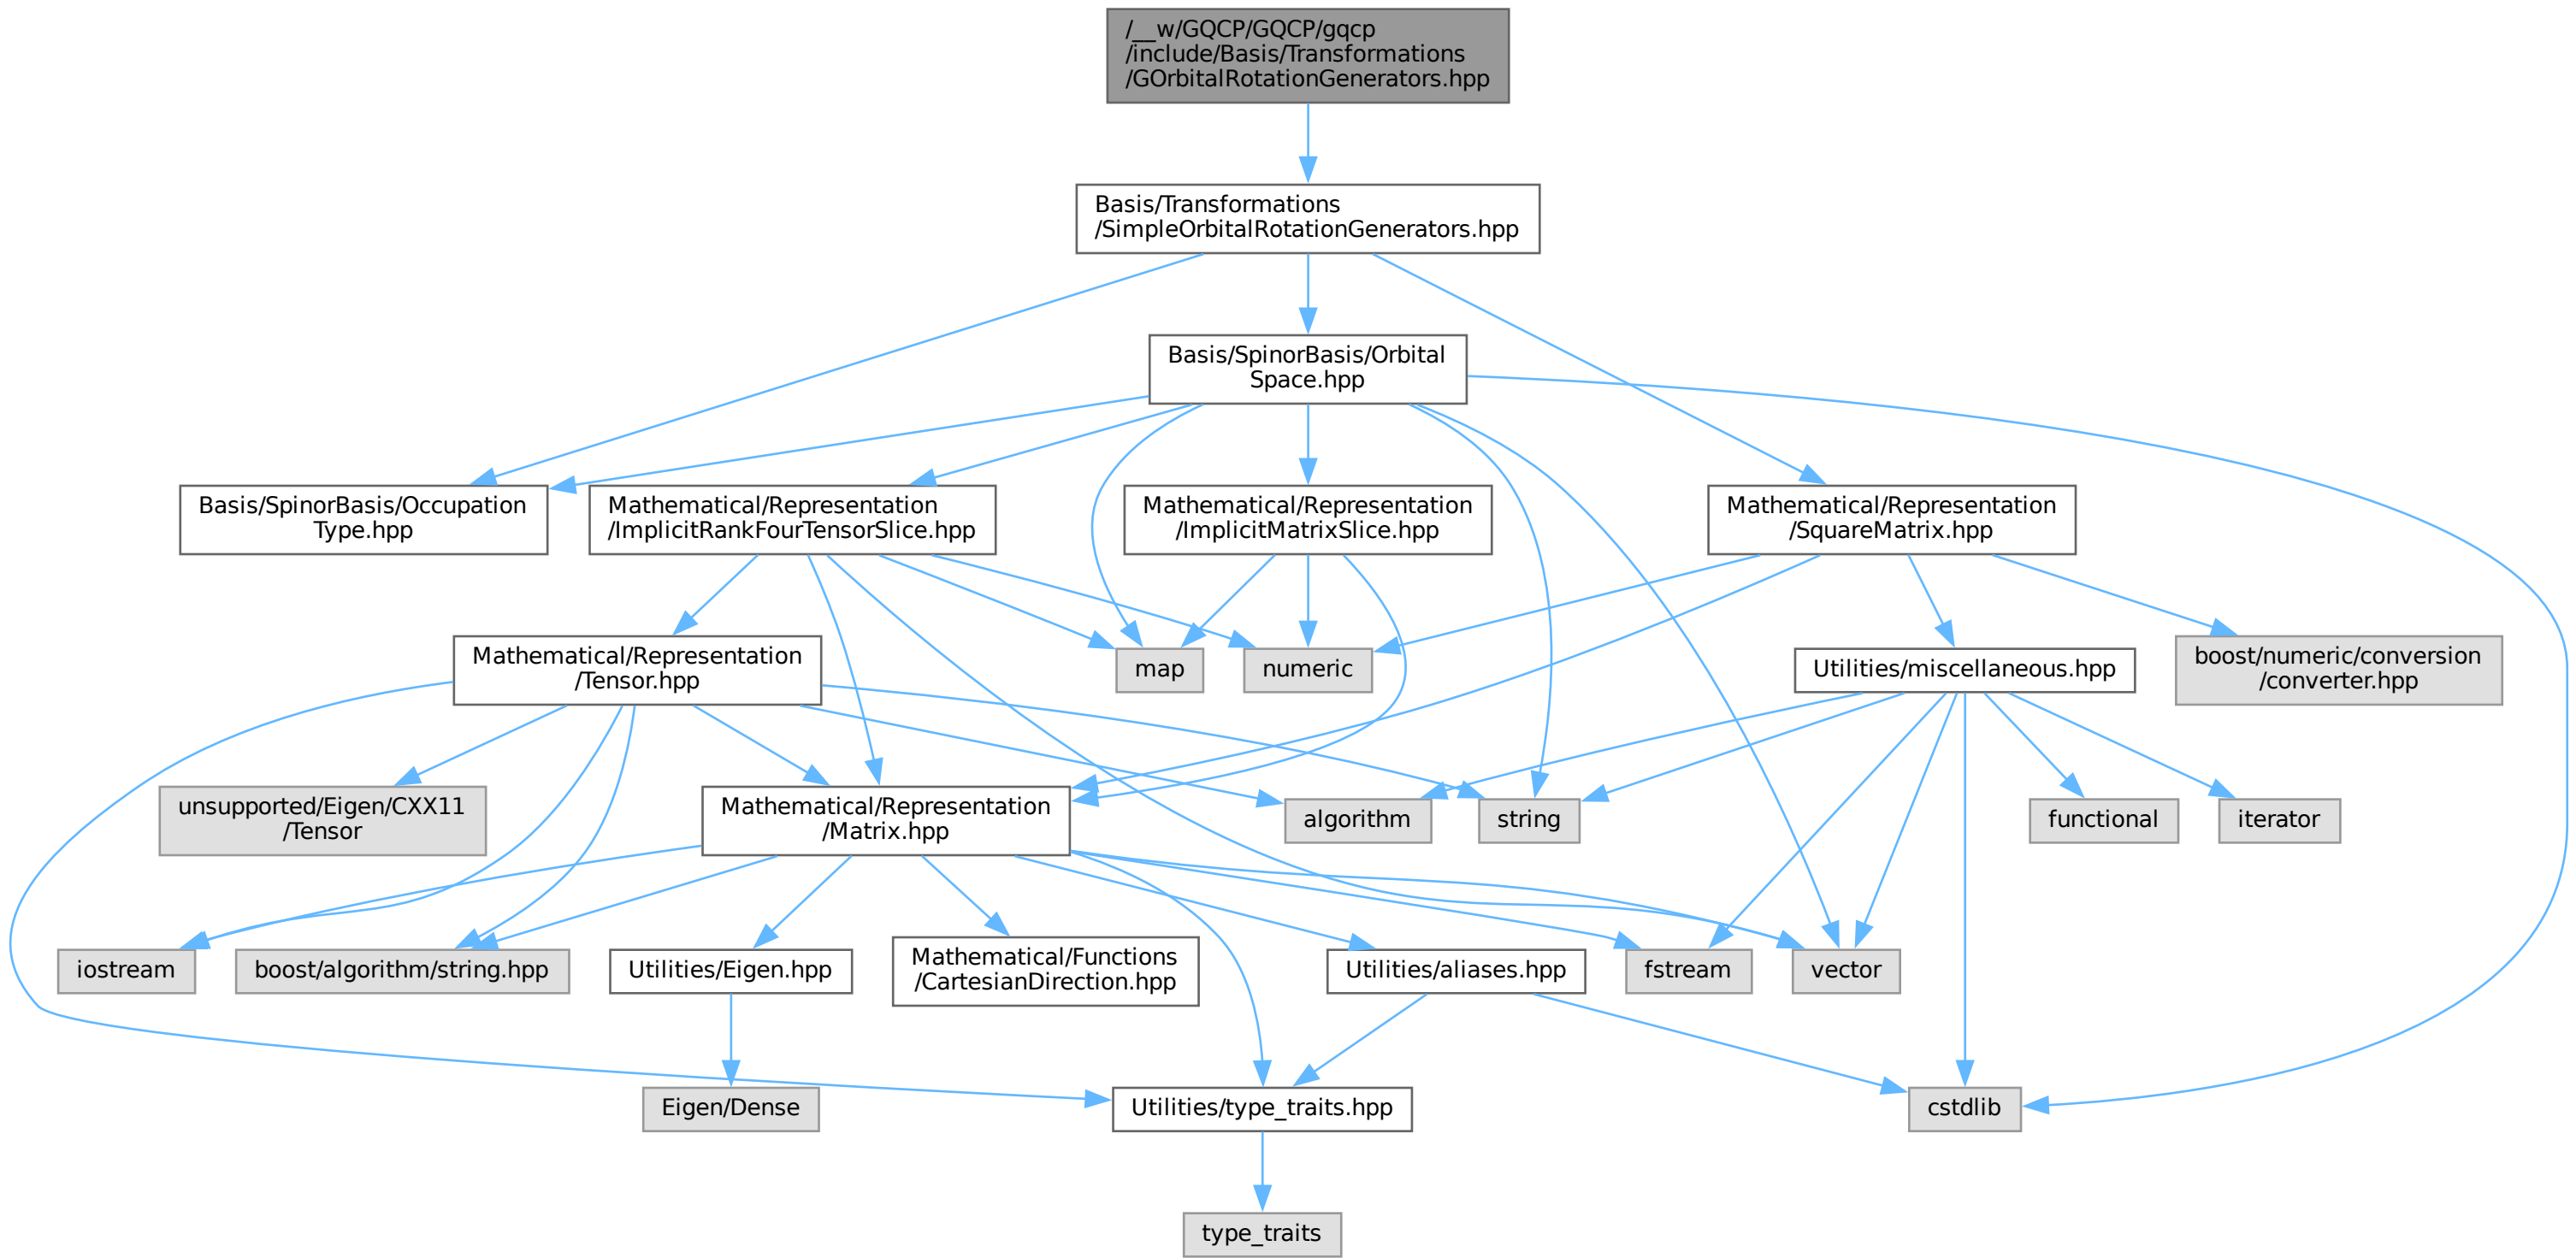 /__w/GQCP/GQCP/gqcp
/include/Basis/Transformations
/GOrbitalRotationGenerators.hpp
Basis/Transformations
/SimpleOrbitalRotationGenerators.hpp
Basis/SpinorBasis/Orbital
Space.hpp
Basis/SpinorBasis/Occupation
Type.hpp
Mathematical/Representation
/ImplicitRankFourTensorSlice.hpp
Mathematical/Representation
/ImplicitMatrixSlice.hpp
Mathematical/Representation
/SquareMatrix.hpp
Mathematical/Representation
/Tensor.hpp
map
numeric
Utilities/miscellaneous.hpp
boost/numeric/conversion
/converter.hpp
unsupported/Eigen/CXX11
/Tensor
Mathematical/Representation
/Matrix.hpp
algorithm
string
functional
iterator
iostream
boost/algorithm/string.hpp
Utilities/Eigen.hpp
Mathematical/Functions
/CartesianDirection.hpp
Utilities/aliases.hpp
fstream
vector
Eigen/Dense
Utilities/type_traits.hpp
cstdlib
type_traits